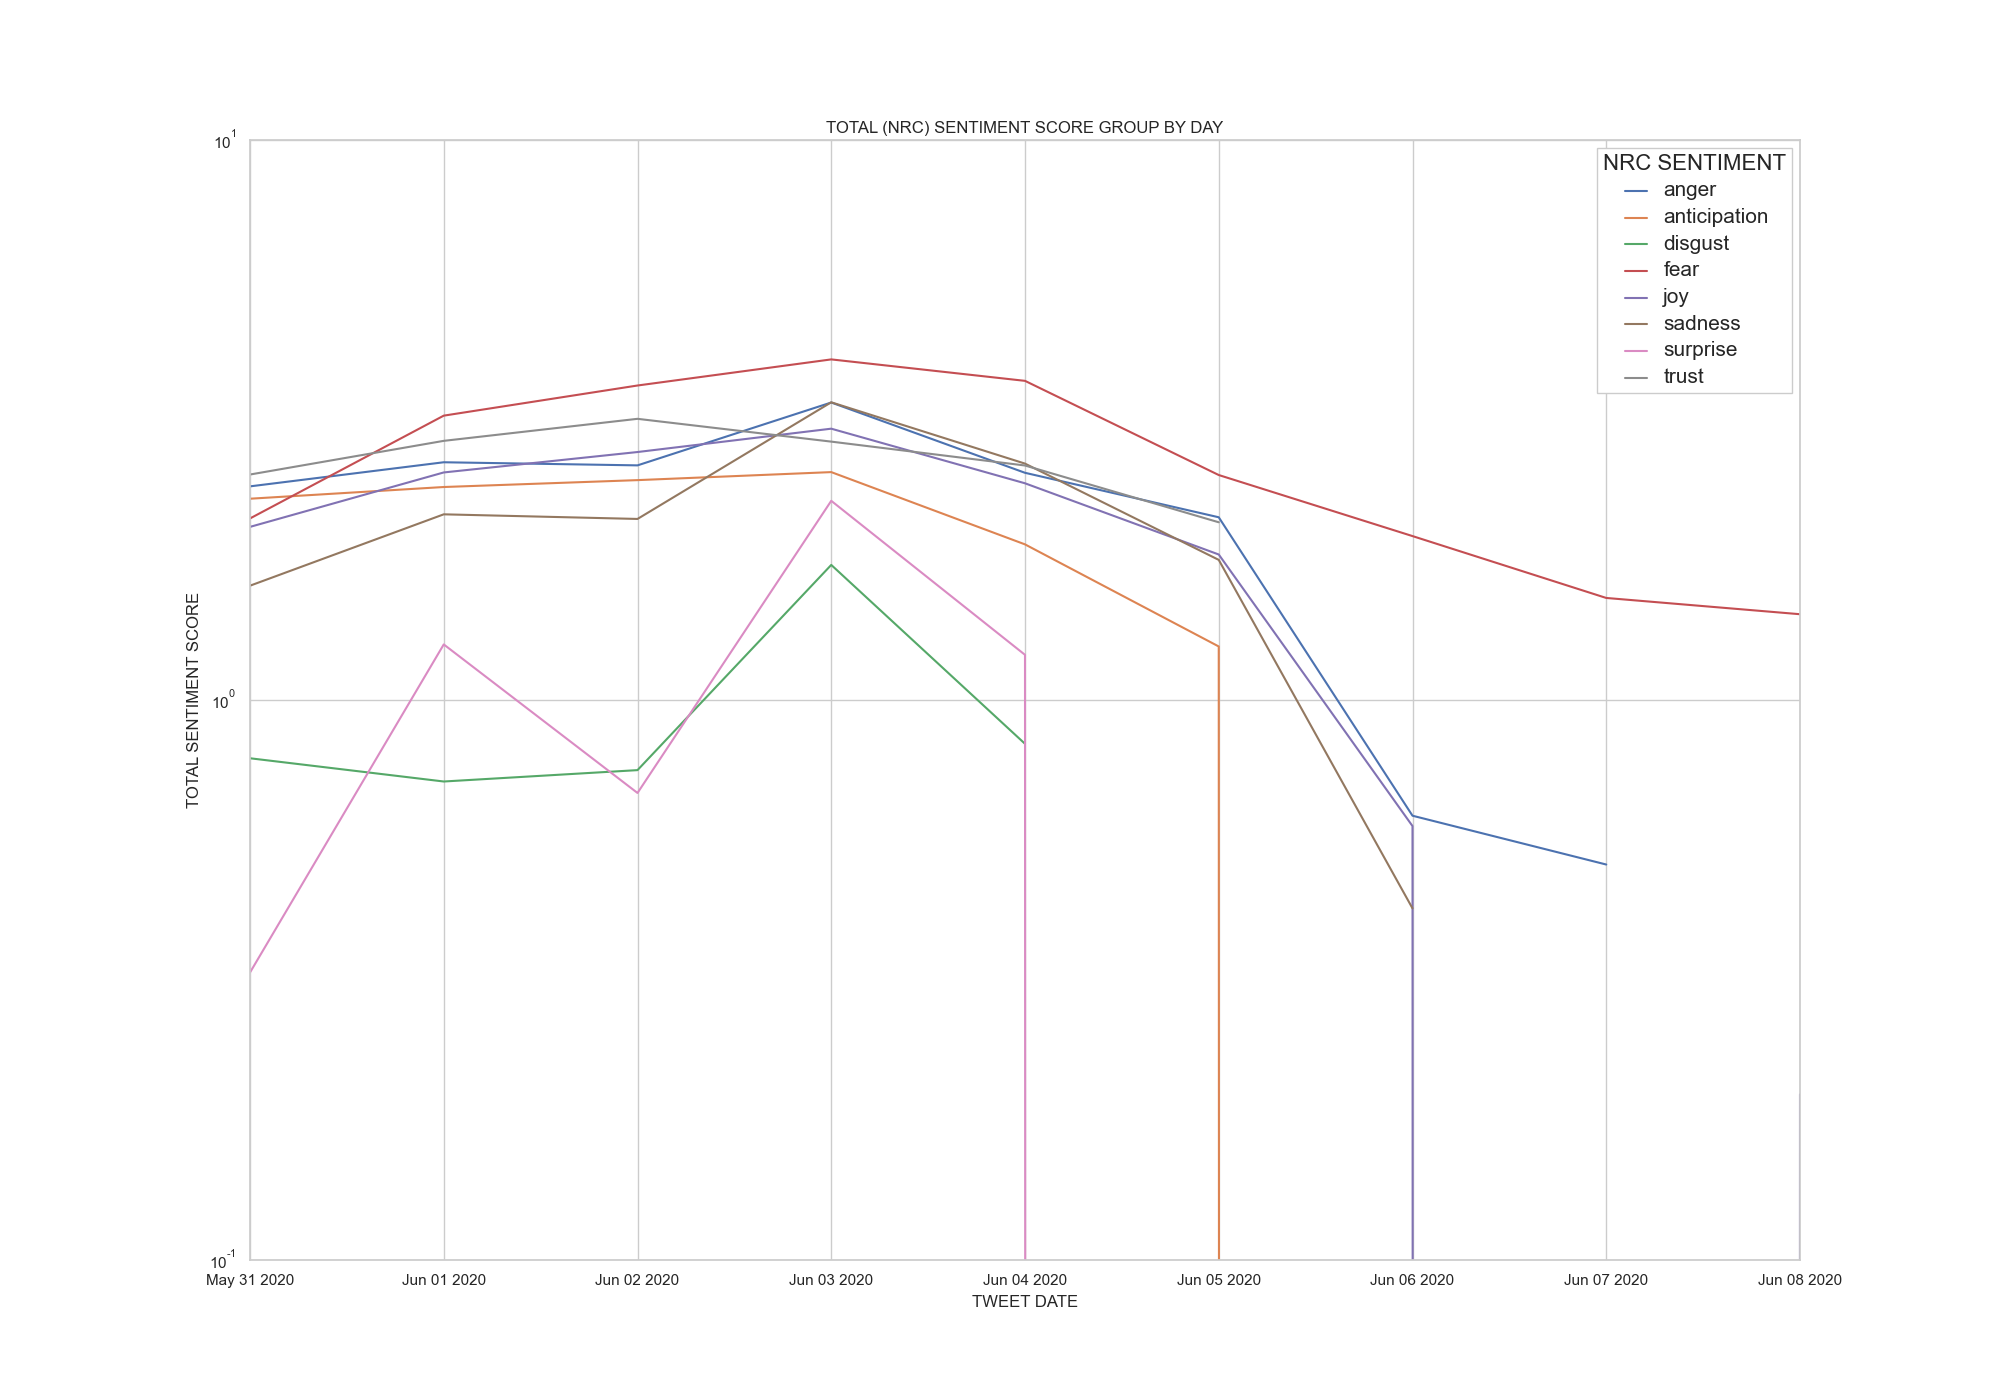 TOTAL (NRC) SENTIMENT SCORE GROUP BY DAY
10^1
NRC SENTIMENT
anger
anticipation
disgust
fear
joy
sadness
surprise
trust
TOTAL SENTIMENT SCORE
10^0
10^-1
May 31 2020 Jun 01 2020 Jun 02 2020 Jun 03 2020 Jun 04 2020 Jun 05 2020 Jun 06 2020 Jun 07 2020 Jun 08 2020
TWEET DATE